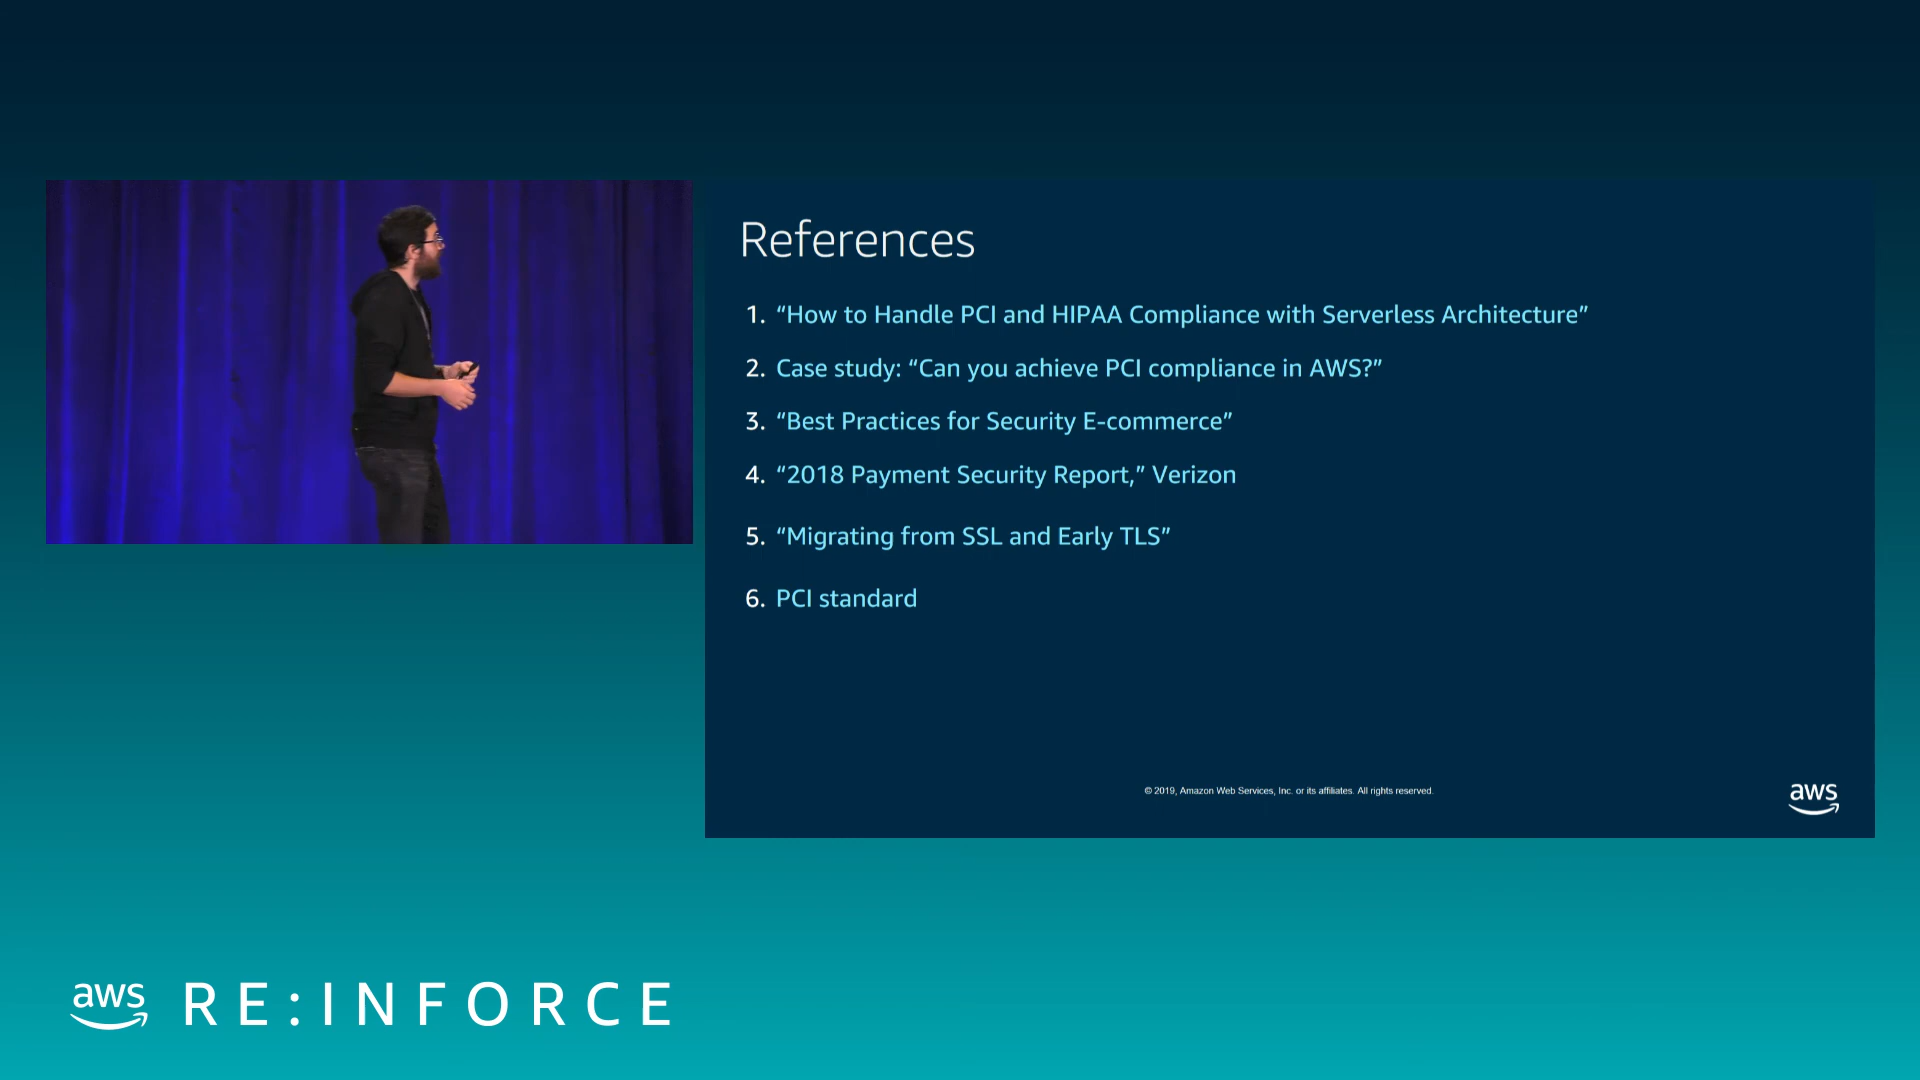 References
1. “How to Handle PCI and HIPAA Compliance with Serverless Architecture”
2. Case study: “Can you achieve PCI compliance in AWS?”
3. “Best Practices for Security E-commerce”
4. “2018 Payment Security Report,” Verizon
5. “Migrating from SSL and Early TLS”
6. PCI standard
© 2019, Amazon Web Services, Inc. or its affiliates. All rights reserved.
aws
aws RE:INFORCE